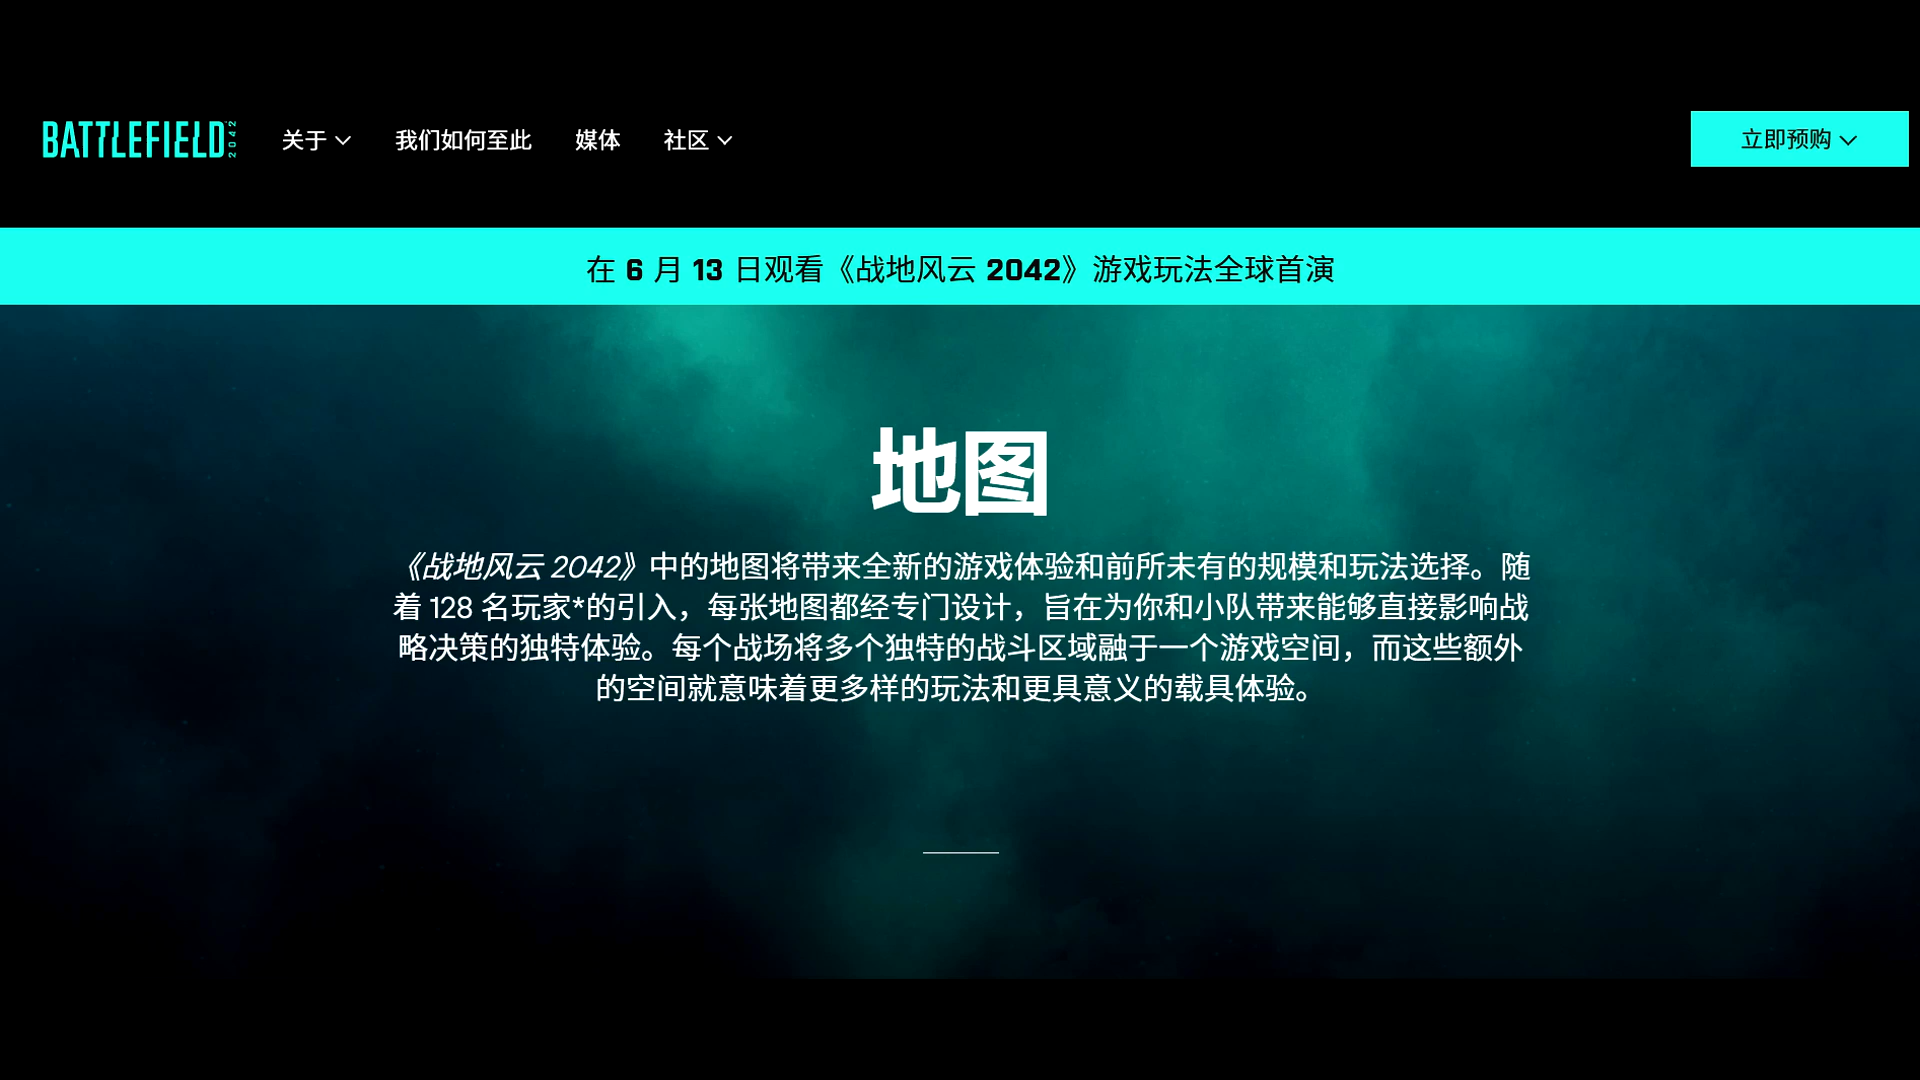 BATTLEFIELD 2042 关于 我们如何至此 媒体 社区 立即预购
在 6 月 13 日观看《战地风云 2042》游戏玩法全球首演
地图
《战地风云 2042》中的地图将带来全新的游戏体验和前所未有的规模和玩法选择。随
着 128 名玩家*的引入，每张地图都经专门设计，旨在为你和小队带来能够直接影响战
略决策的独特体验。每个战场将多个独特的战斗区域融于一个游戏空间，而这些额外
的空间就意味着更多样的玩法和更具意义的载具体验。